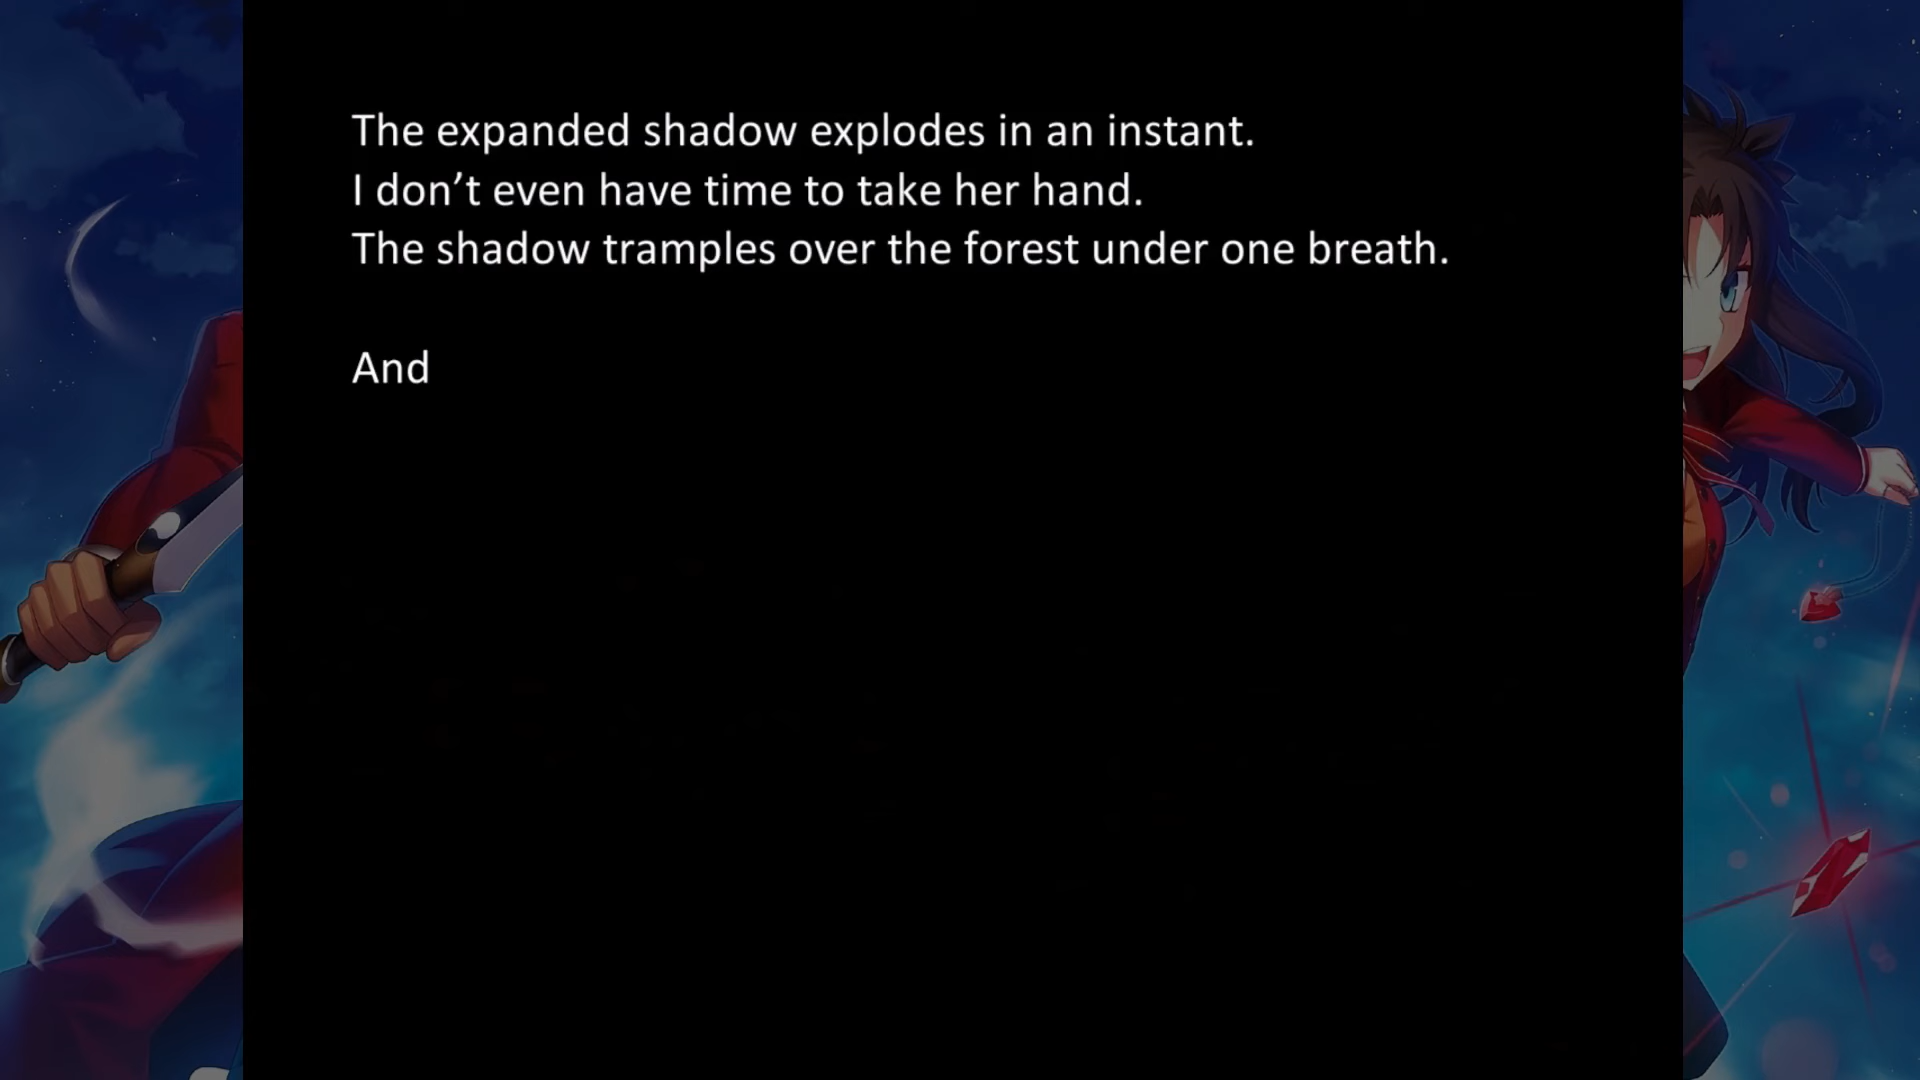 The expanded shadow explodes in an instant.
I don’t even have time to take her hand.
The shadow tramples over the forest under one breath.
And